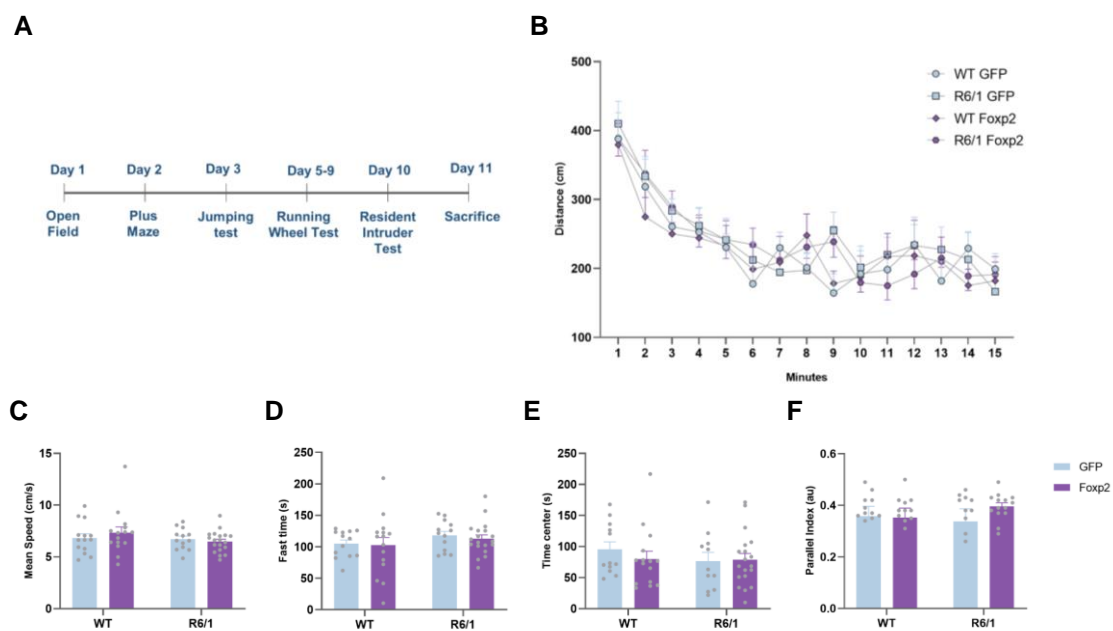 A
Day 1 Day 2 Day 3 Day 5-9 Day 10 Day 11
Open Plus Jumping Running Resident Sacrifice
Field Maze test Wheel Test Intruder
Test
B
500
400
300
200
100
Distance (cm)
WT GFP
R6/1 GFP
WT Foxp2
R6/1 Foxp2
1 2 3 4 5 6 7 8 9 10 11 12 13 14 15
Minutes
C
Mean Speed (cm/s)
15
10
5
0
WT R6/1
D
Fast time (s)
250
200
150
100
50
0
WT R6/1
E
Time center (s)
250
200
150
100
50
0
WT R6/1
F
Parallel Index (au)
0.6
0.4
0.2
0.0
WT R6/1
GFP
Foxp2